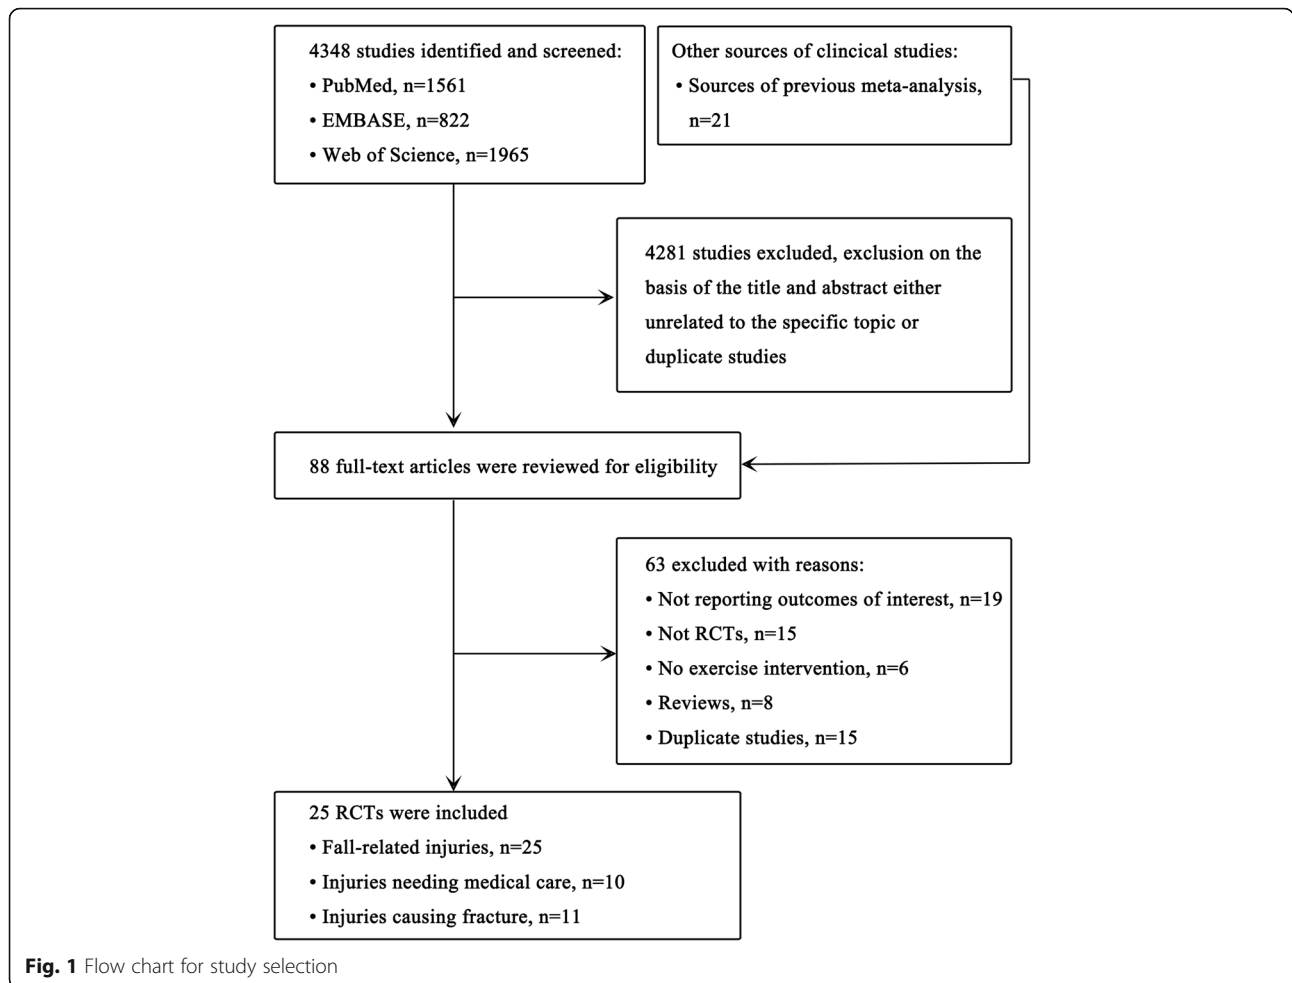 4348 studies identified and screened:
• PubMed, n=1561
• EMBASE, n=822
• Web of Science, n=1965
Other sources of clincical studies:
• Sources of previous meta-analysis,
n=21
4281 studies excluded, exclusion on the
basis of the title and abstract either
unrelated to the specific topic or
duplicate studies
88 full-text articles were reviewed for eligibility
63 excluded with reasons:
• Not reporting outcomes of interest, n=19
• Not RCTs, n=15
• No exercise intervention, n=6
• Reviews, n=8
• Duplicate studies, n=15
25 RCTs were included
• Fall-related injuries, n=25
• Injuries needing medical care, n=10
• Injuries causing fracture, n=11
Fig. 1 Flow chart for study selection